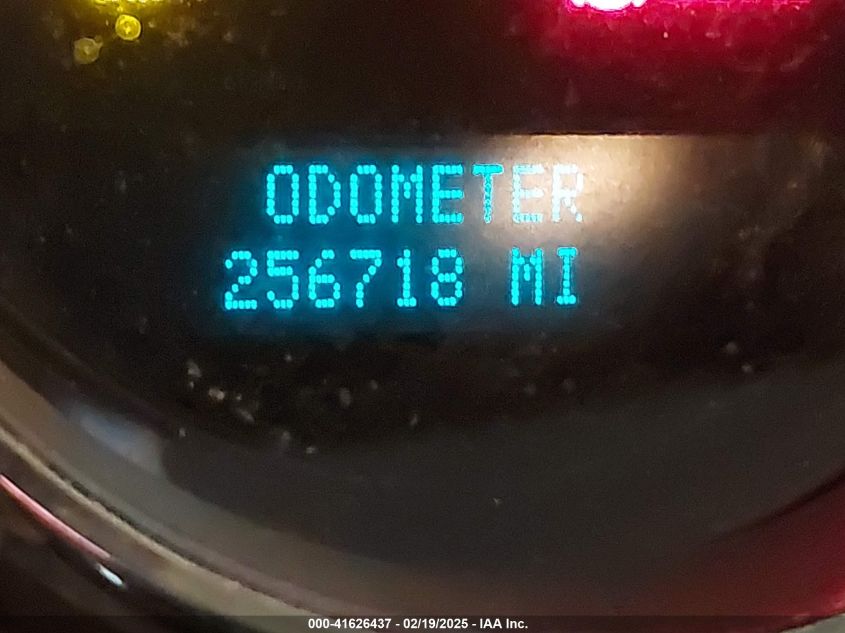 ODOMETER
256718 MI
000-41626437 - 02/19/2025 - IAA Inc.